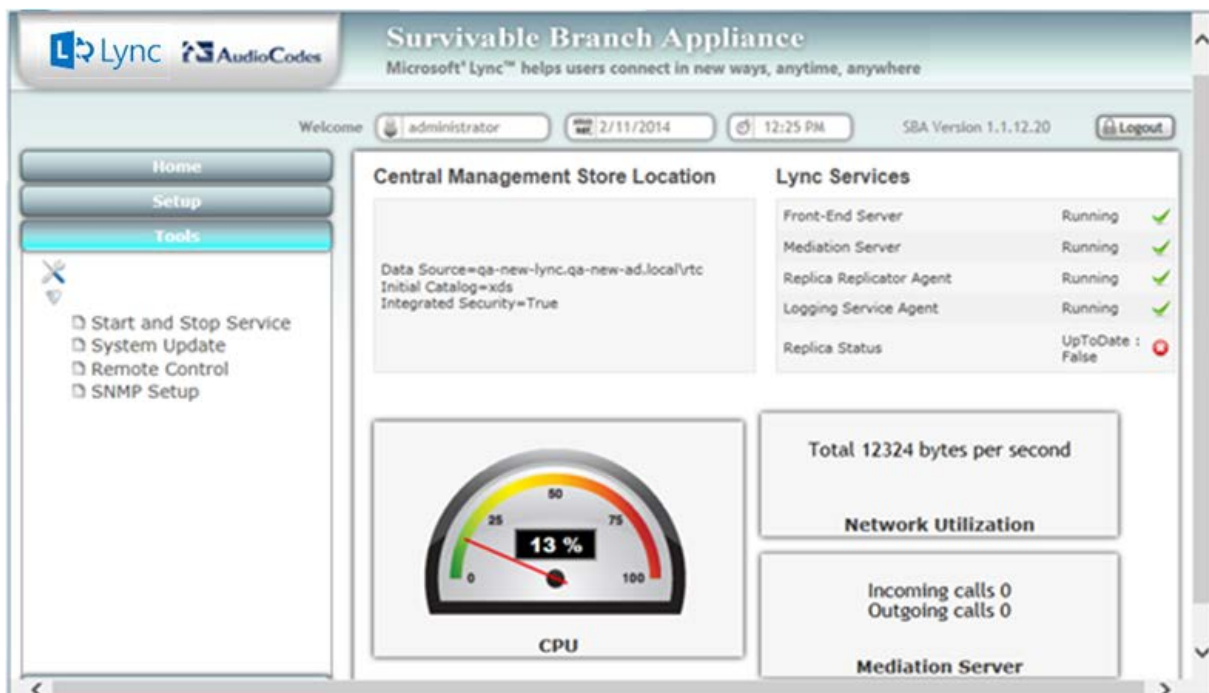 Lync AudioCodes
Survivable Branch Appliance
Microsoft® Lync™ helps users connect in new ways, anytime, anywhere
Welcome administrator 2/11/2014 12:25 PM SBA Version 1.1.12.20 Logout
Home
Setup
Tools
Start and Stop Service
System Update
Remote Control
SNMP Setup
Central Management Store Location
Data Source=qa-new-lync.qa-new-ad.local\rtc
Initial Catalog=xds
Integrated Security=True
Lync Services
Front-End Server Running
Mediation Server Running
Replica Replicator Agent Running
Logging Service Agent Running
Replica Status UpToDate :
False
0
25
50
75
100
13 %
CPU
Total 12324 bytes per second
Network Utilization
Incoming calls 0
Outgoing calls 0
Mediation Server